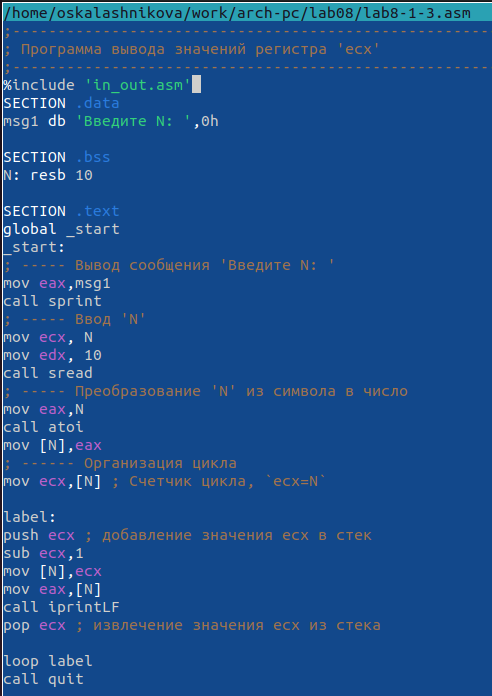 /home/oskalashnikova/work/arch-pc/lab08/lab8-1-3.asm
;-----------------------------------------------------
; Программа вывода значений регистра 'ecx'
;-----------------------------------------------------
%include 'in_out.asm'
SECTION .data
msg1 db 'Введите N: ',0h
SECTION .bss
N: resb 10
SECTION .text
global _start
_start:
; ----- Вывод сообщения 'Введите N: '
mov eax,msg1
call sprint
; ----- Ввод 'N'
mov ecx, N
mov edx, 10
call sread
; ----- Преобразование 'N' из символа в число
mov eax,N
call atoi
mov [N],eax
; ------ Организация цикла
mov ecx,[N] ; Счетчик цикла, `ecx=N`
label:
push ecx ; добавление значения ecx в стек
sub ecx,1
mov [N],ecx
mov eax,[N]
call iprintLF
pop ecx ; извлечение значения ecx из стека
loop label
call quit